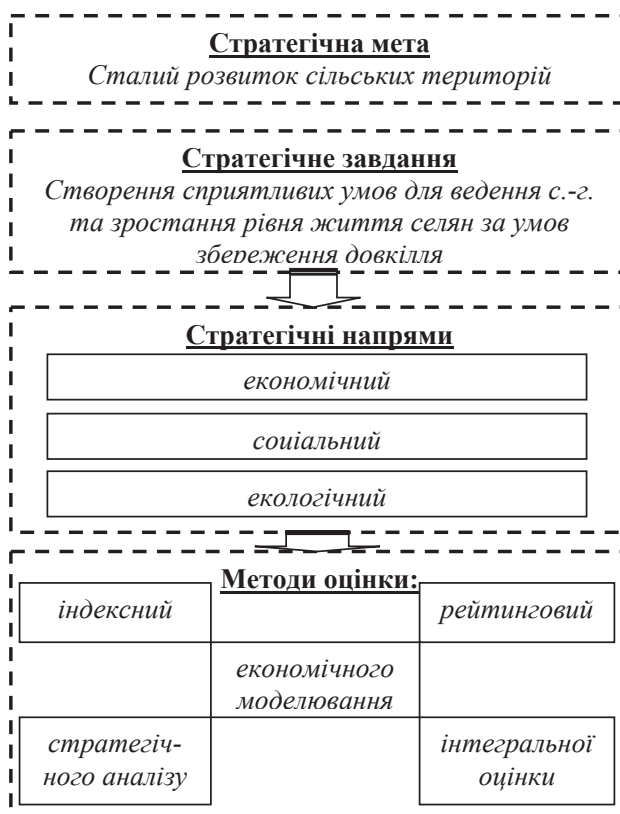 Стратегічна мета
Сталий розвиток сільських територій
Стратегічне завдання
Створення сприятливих умов для ведення с.-г.
та зростання рівня життя селян за умов
збереження довкілля
Стратегічні напрями
економічний
соціальний
екологічний
Методи оцінки:
індексний
рейтинговий
економічного
моделювання
стратегіч-
ного аналізу
інтегральної
оцінки